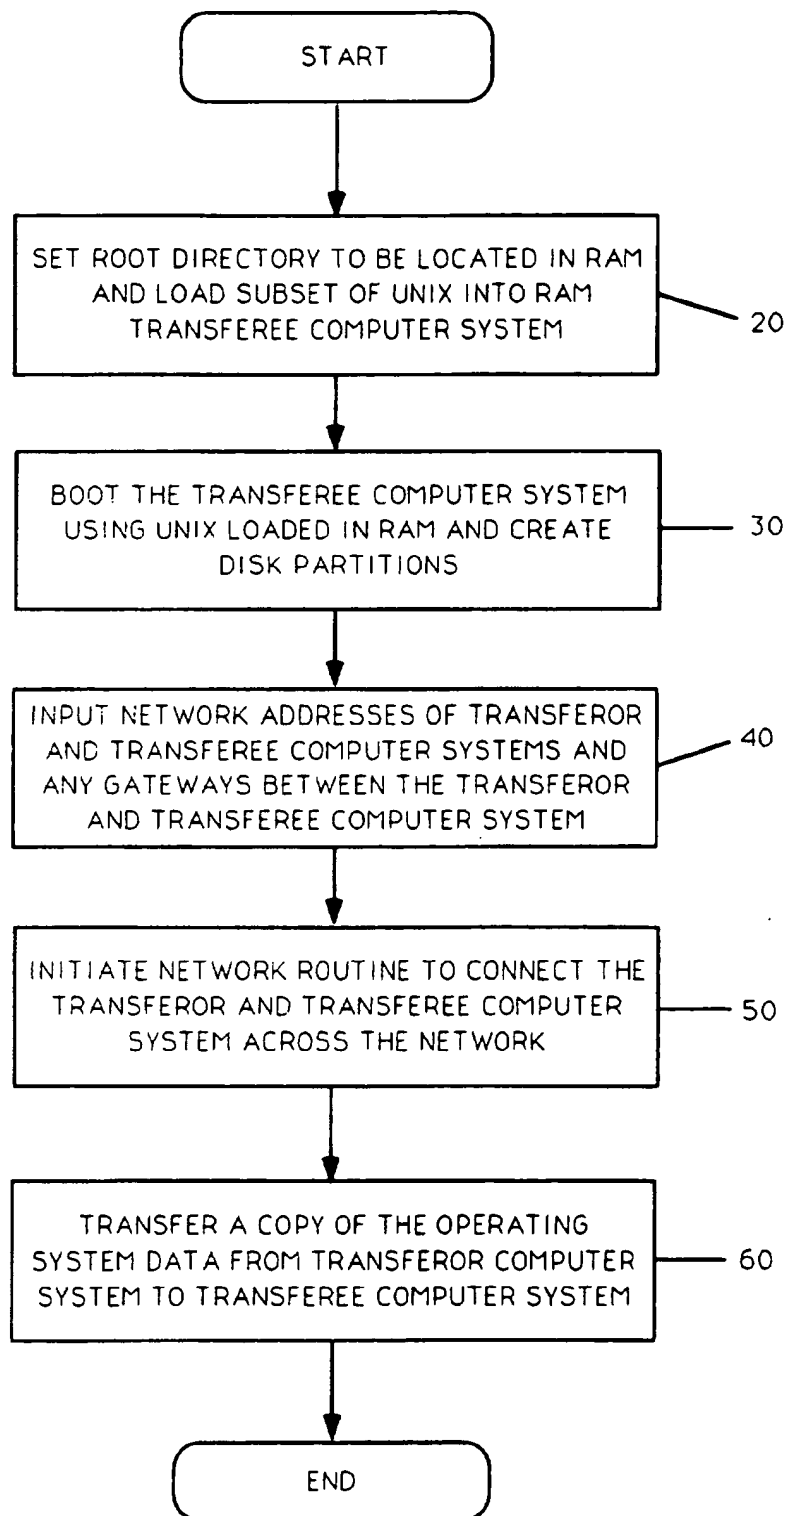 START
SET ROOT DIRECTORY TO BE LOCATED IN RAM
AND LOAD SUBSET OF UNIX INTO RAM
TRANSFEREE COMPUTER SYSTEM
20
BOOT THE TRANSFEREE COMPUTER SYSTEM
USING UNIX LOADED IN RAM AND CREATE
DISK PARTITIONS
30
INPUT NETWORK ADDRESSES OF TRANSFEROR
AND TRANSFEREE COMPUTER SYSTEMS AND
ANY GATEWAYS BETWEEN THE TRANSFEROR
AND TRANSFEREE COMPUTER SYSTEM
40
INITIATE NETWORK ROUTINE TO CONNECT THE
TRANSFEROR AND TRANSFEREE COMPUTER
SYSTEM ACROSS THE NETWORK
50
TRANSFER A COPY OF THE OPERATING
SYSTEM DATA FROM TRANSFEROR COMPUTER
SYSTEM TO TRANSFEREE COMPUTER SYSTEM
60
END